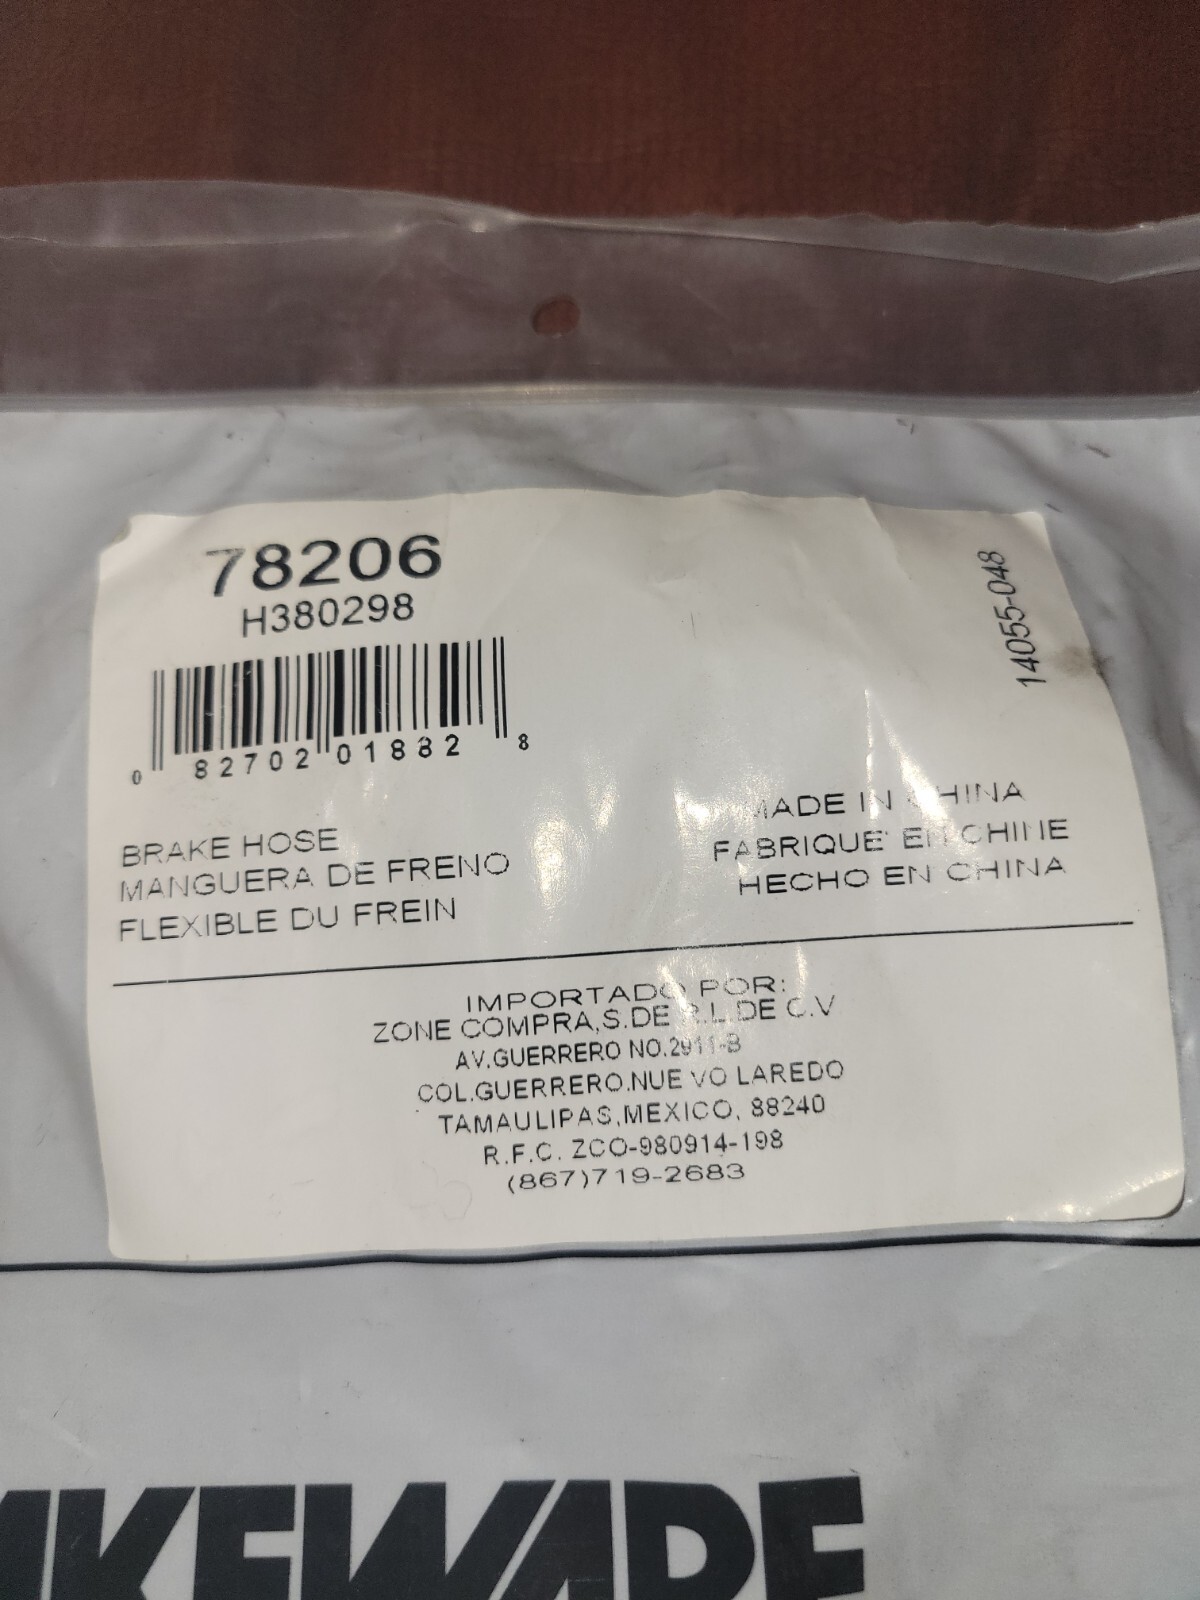 78206
H380298
14055-048
0 82702 01882 8
BRAKE HOSE
MANGUERA DE FRENO
FLEXIBLE DU FREIN
MADE IN CHINA
FABRIQUE' EN CHINE
HECHO EN CHINA
IMPORTADO POR:
ZONE COMPRA,S.DE R.L.DE C.V
AV.GUERRERO NO.2911-B
COL.GUERRERO.NUEVO LAREDO
TAMAULIPAS,MEXICO, 88240
R.F.C. ZCO-980914-198
(867)719-2683
AKEWARE